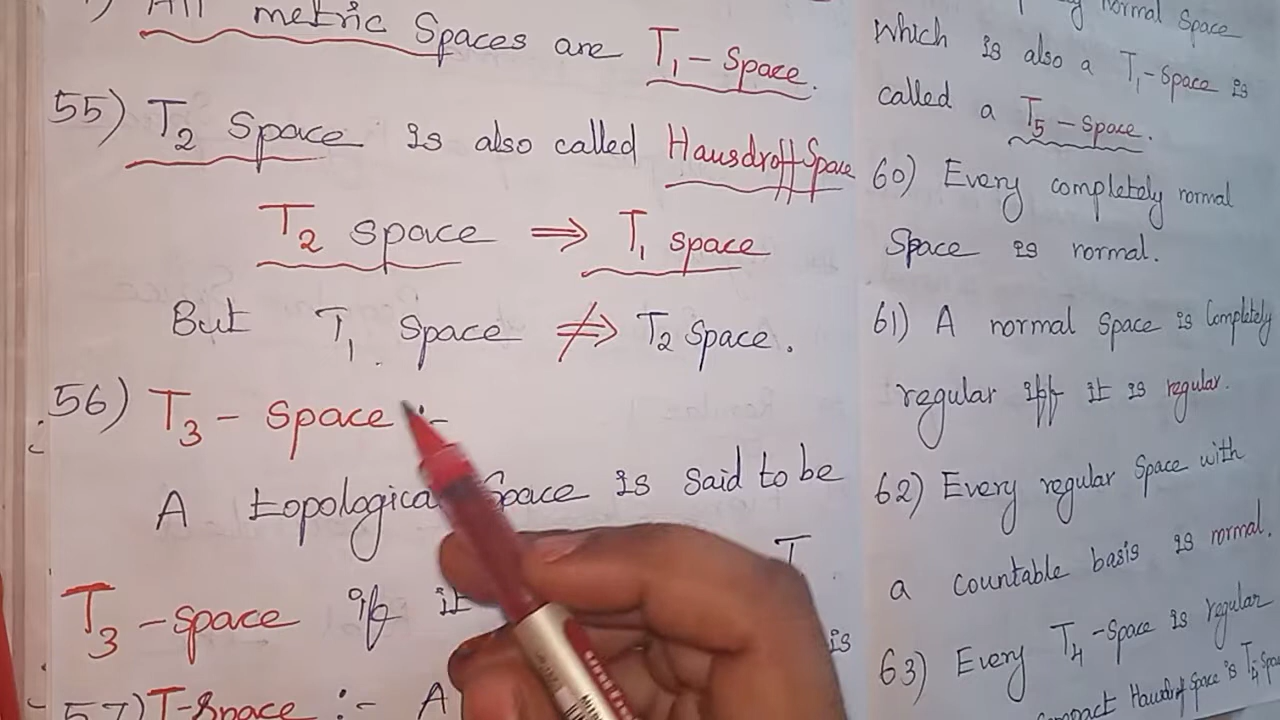 All metric Spaces are T1 - Space.
55) T2 Space is also called Hausdroff Space
T2 space ⇒ T1 space
But T1 Space ⇏ T2 Space.
56) T3 - Space :-
A topological Space is said to be
T3 - space if it
T
is
57) T-Space :- A
normal Space
which is also a T1 - Space is
called a T5 - Space.
60) Every completely normal
Space is normal.
61) A normal Space is Completely
regular iff it is regular.
62) Every regular Space with
a countable basis is normal.
63) Every T4 - Space is regular
Hausdroff Space is T4